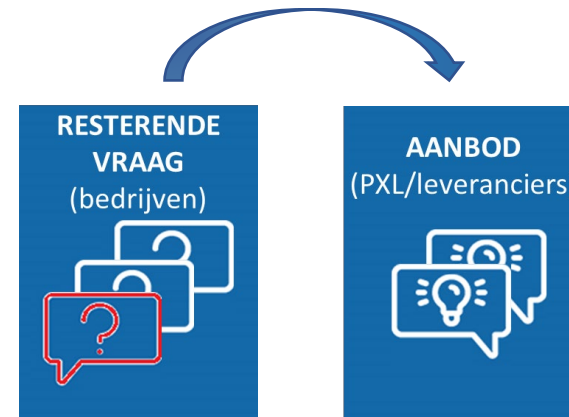 RESTERENDE
VRAAG
(bedrijven)
?
AANBOD
(PXL/leveranciers